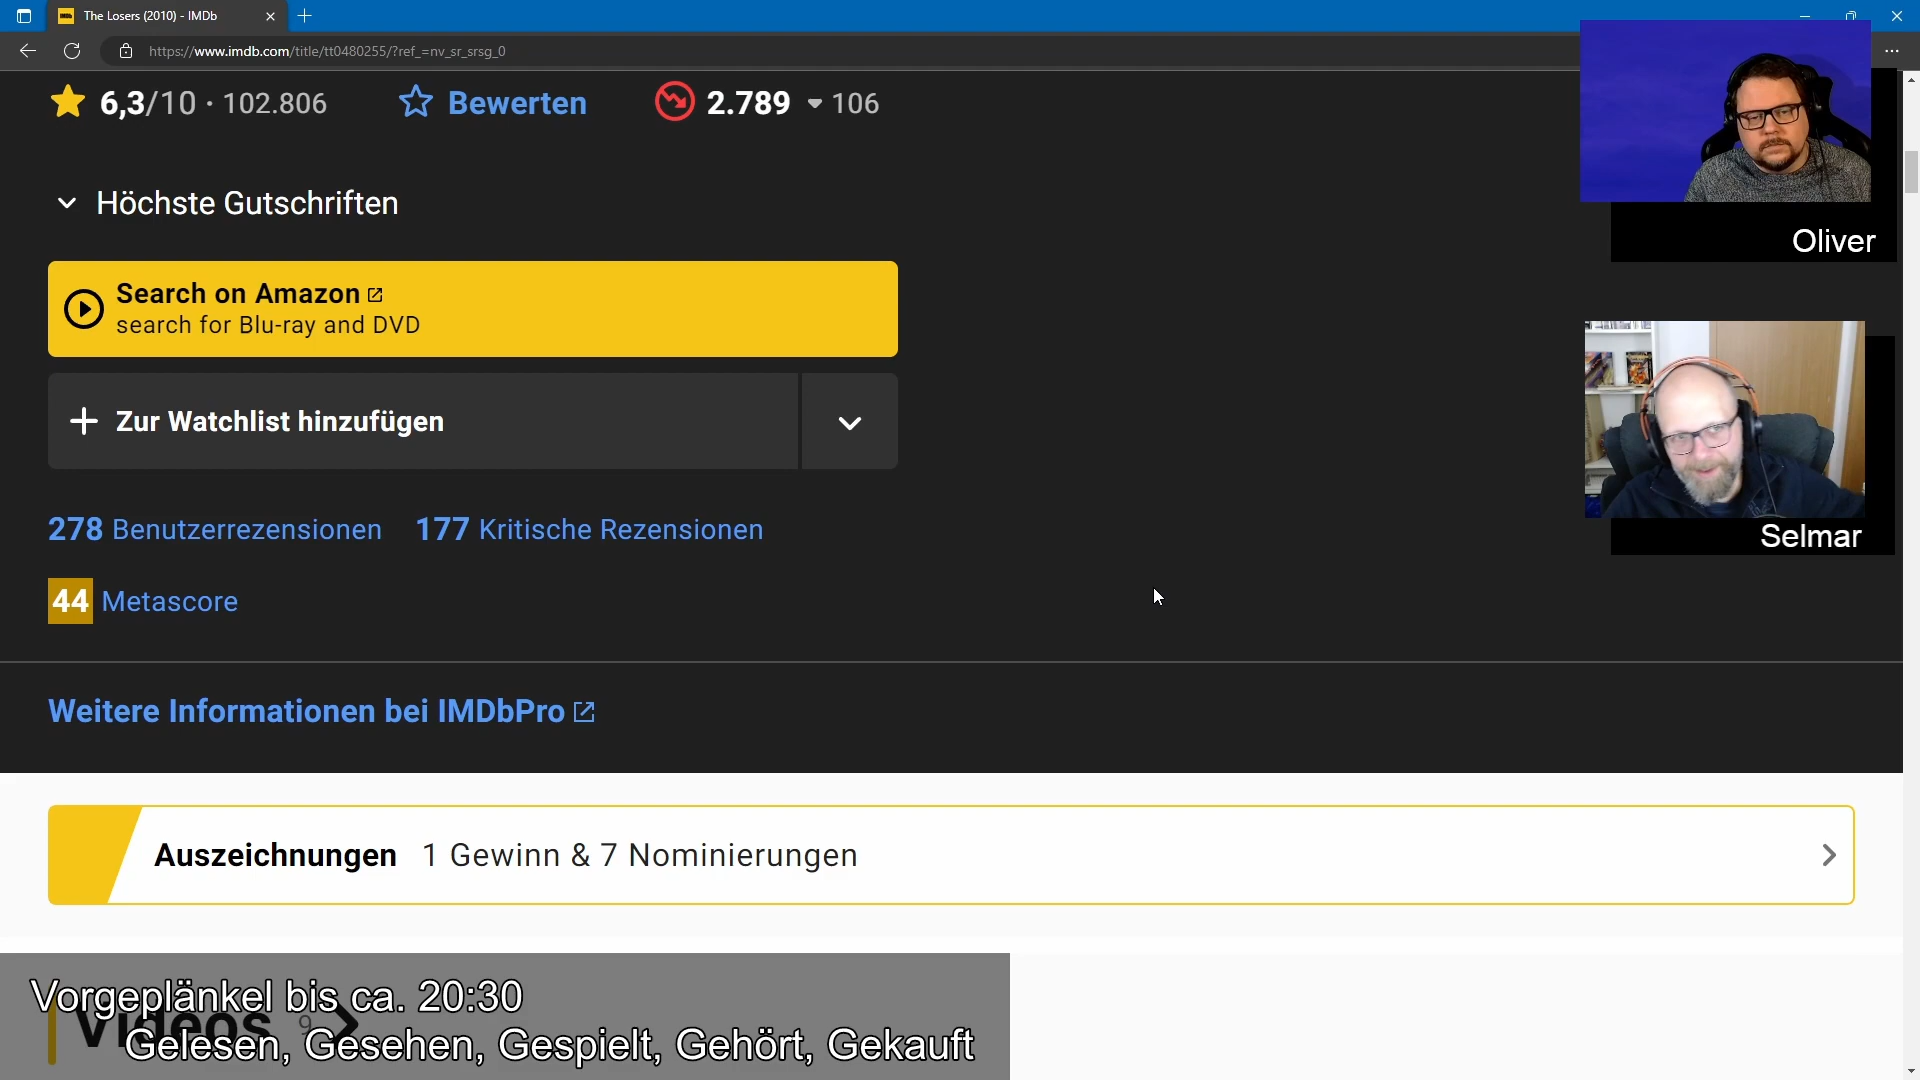 The Losers (2010) - IMDb
https://www.imdb.com/title/tt0480255/?ref_=nv_sr_srsg_0
6,3/10 · 102.806
Bewerten
2.789
106
Höchste Gutschriften
Oliver
Search on Amazon
search for Blu-ray and DVD
Zur Watchlist hinzufügen
Selmar
278 Benutzerrezensionen
177 Kritische Rezensionen
44 Metascore
Weitere Informationen bei IMDbPro
Auszeichnungen 1 Gewinn & 7 Nominierungen
Vorgeplänkel bis ca. 20:30
Videos 9
Gelesen, Gesehen, Gespielt, Gehört, Gekauft